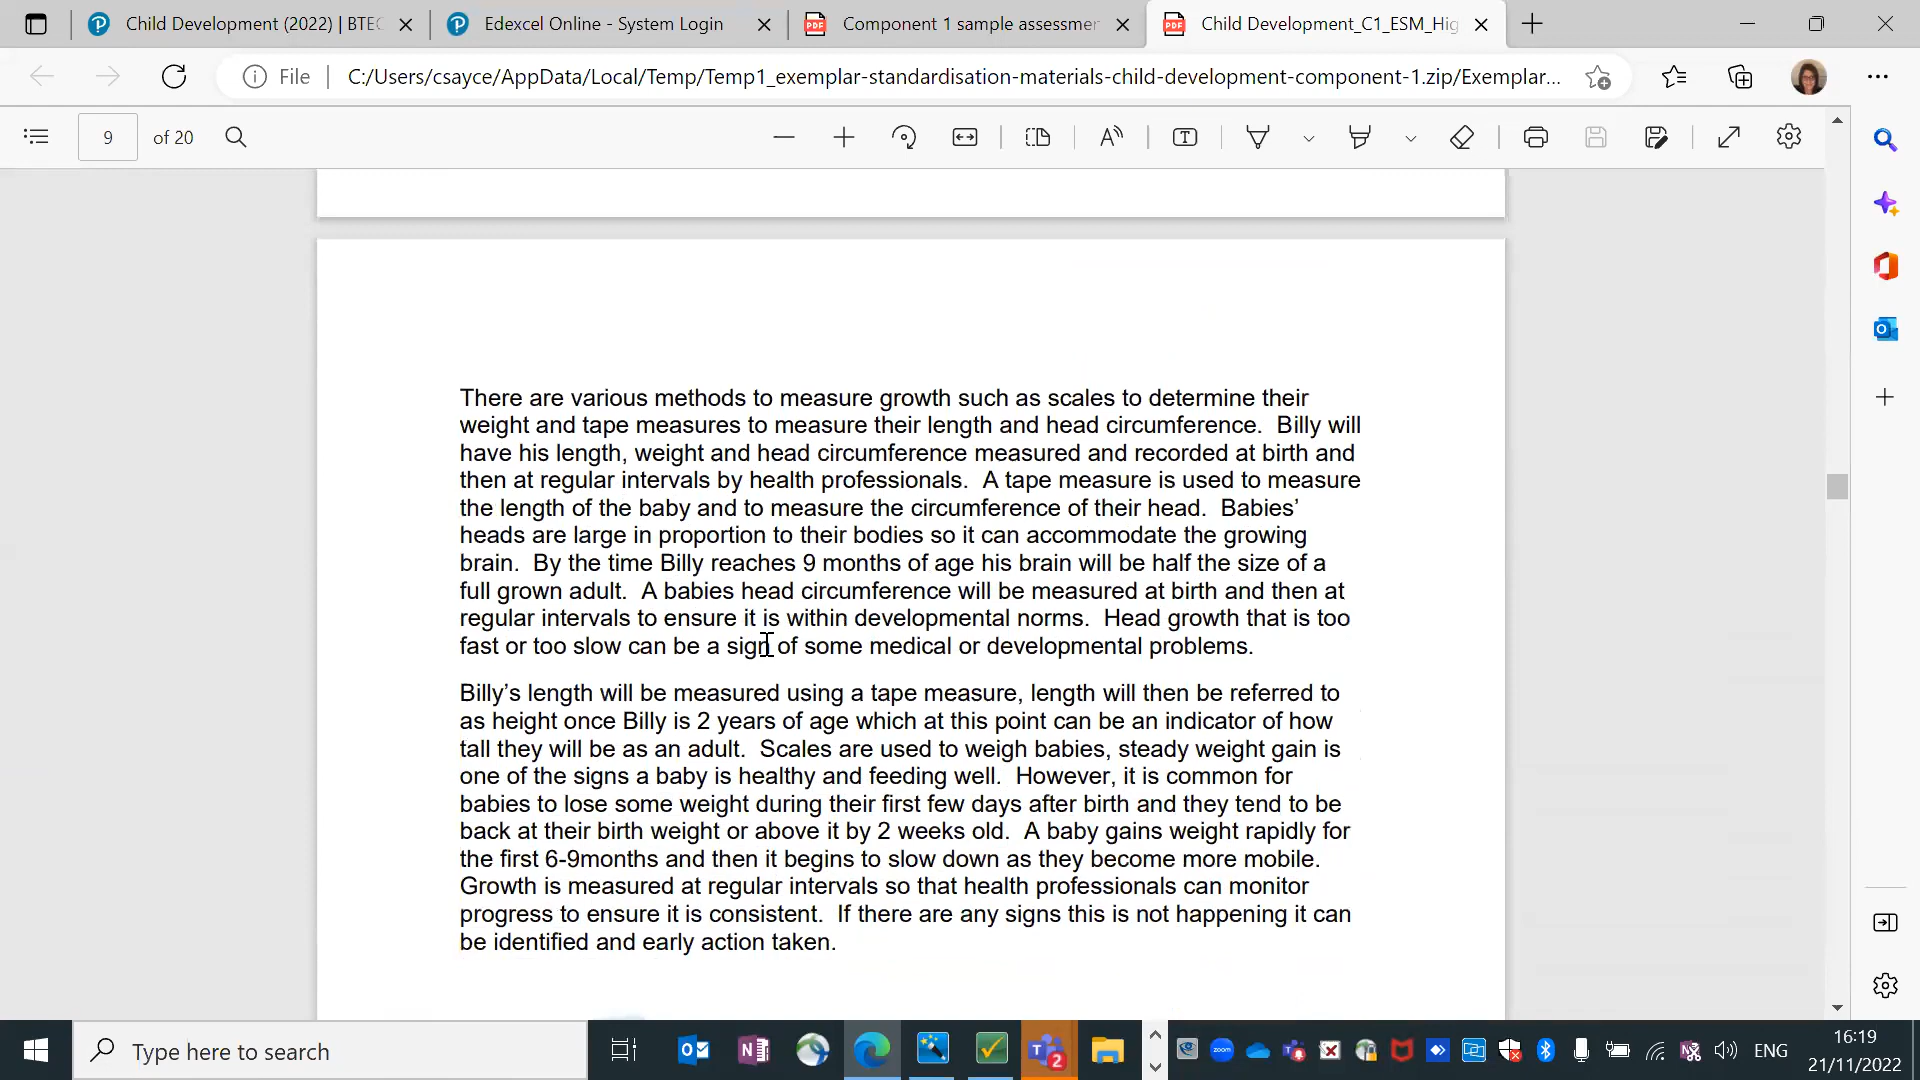 Child Development (2022) | BTEC
Edexcel Online - System Login
Component 1 sample assessmen
Child Development_C1_ESM_Hig
File
C:/Users/csayce/AppData/Local/Temp/Temp1_exemplar-standardisation-materials-child-development-component-1.zip/Exemplar...
9 of 20
There are various methods to measure growth such as scales to determine their
weight and tape measures to measure their length and head circumference. Billy will
have his length, weight and head circumference measured and recorded at birth and
then at regular intervals by health professionals. A tape measure is used to measure
the length of the baby and to measure the circumference of their head. Babies’
heads are large in proportion to their bodies so it can accommodate the growing
brain. By the time Billy reaches 9 months of age his brain will be half the size of a
full grown adult. A babies head circumference will be measured at birth and then at
regular intervals to ensure it is within developmental norms. Head growth that is too
fast or too slow can be a sign of some medical or developmental problems.
Billy’s length will be measured using a tape measure, length will then be referred to
as height once Billy is 2 years of age which at this point can be an indicator of how
tall they will be as an adult. Scales are used to weigh babies, steady weight gain is
one of the signs a baby is healthy and feeding well. However, it is common for
babies to lose some weight during their first few days after birth and they tend to be
back at their birth weight or above it by 2 weeks old. A baby gains weight rapidly for
the first 6-9months and then it begins to slow down as they become more mobile.
Growth is measured at regular intervals so that health professionals can monitor
progress to ensure it is consistent. If there are any signs this is not happening it can
be identified and early action taken.
Type here to search
ENG
16:19
21/11/2022